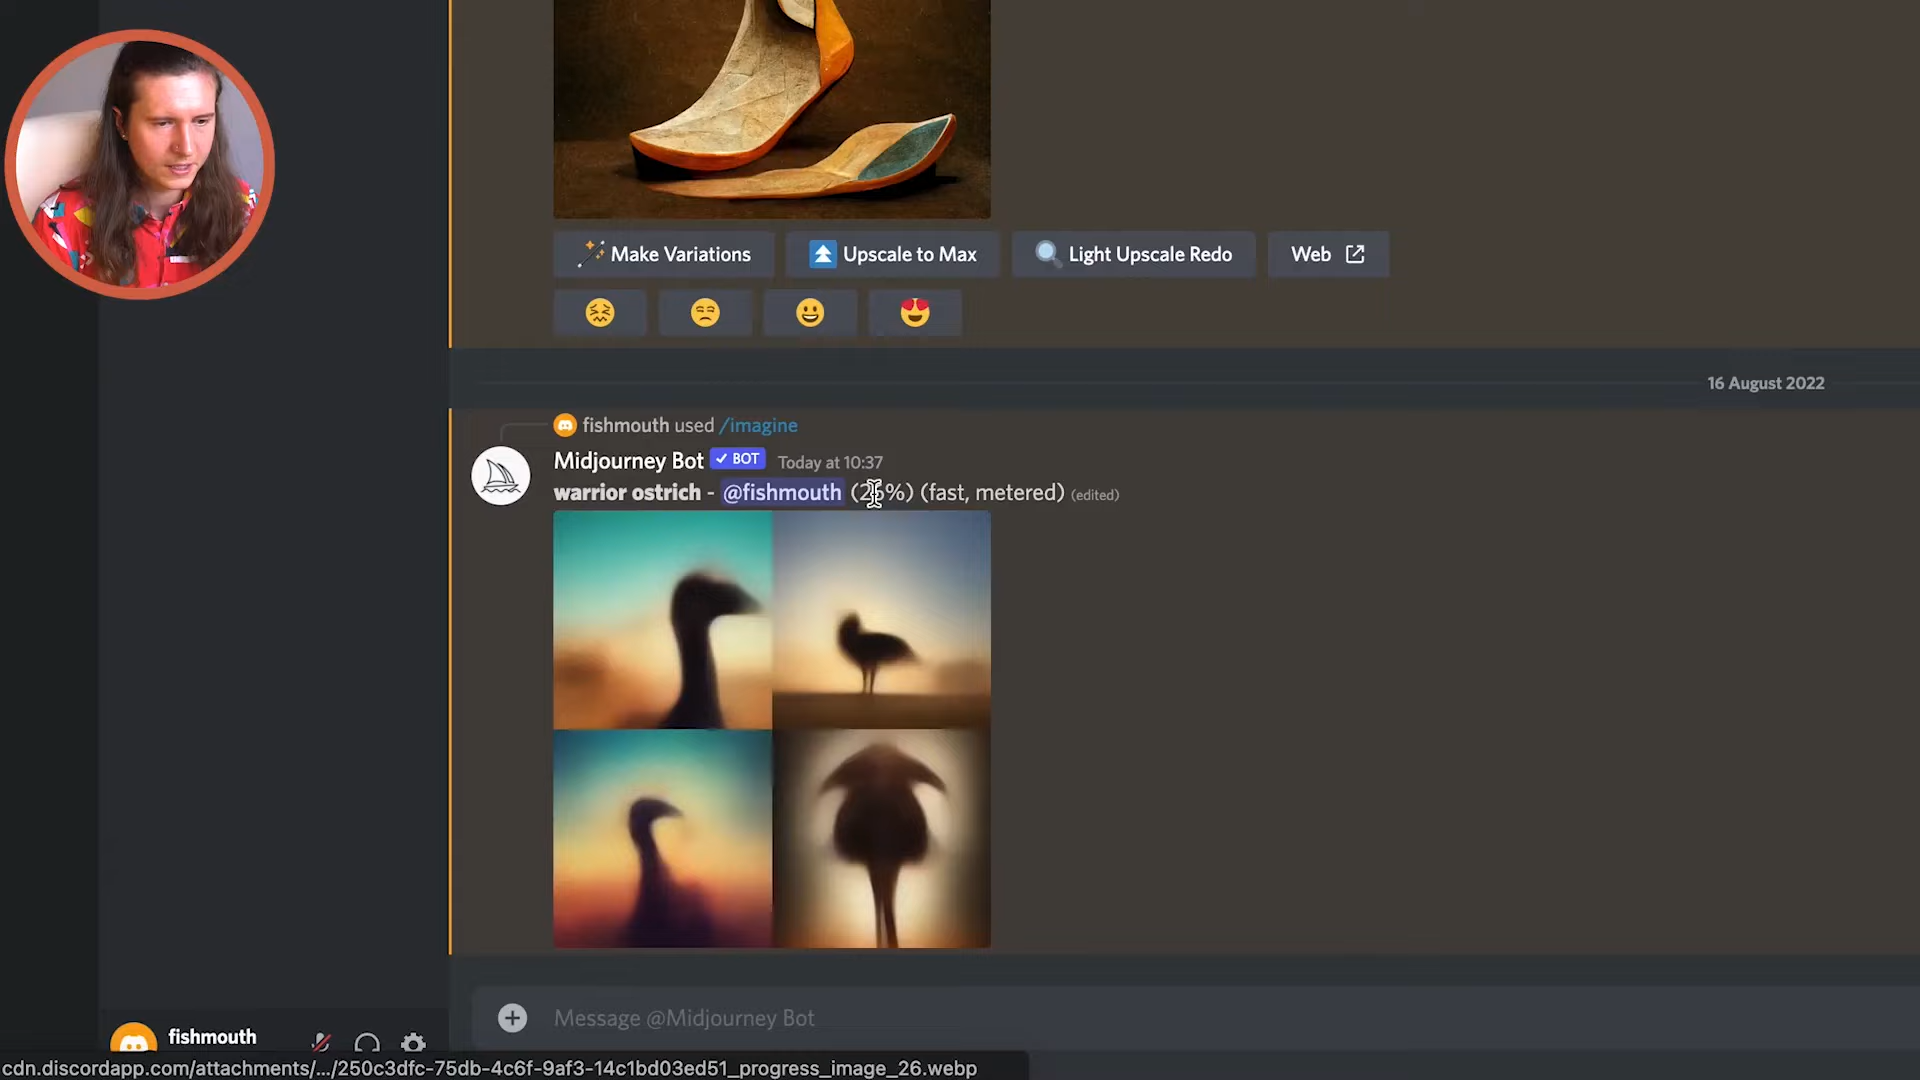 Make Variations
Upscale to Max
Light Upscale Redo
Web
16 August 2022
fishmouth used /imagine
Midjourney Bot ✓ BOT Today at 10:37
warrior ostrich - @fishmouth (26%) (fast, metered) (edited)
Message @Midjourney Bot
fishmouth
cdn.discordapp.com/attachments/.../250c3dfc-75db-4c6f-9af3-14c1bd03ed51_progress_image_26.webp